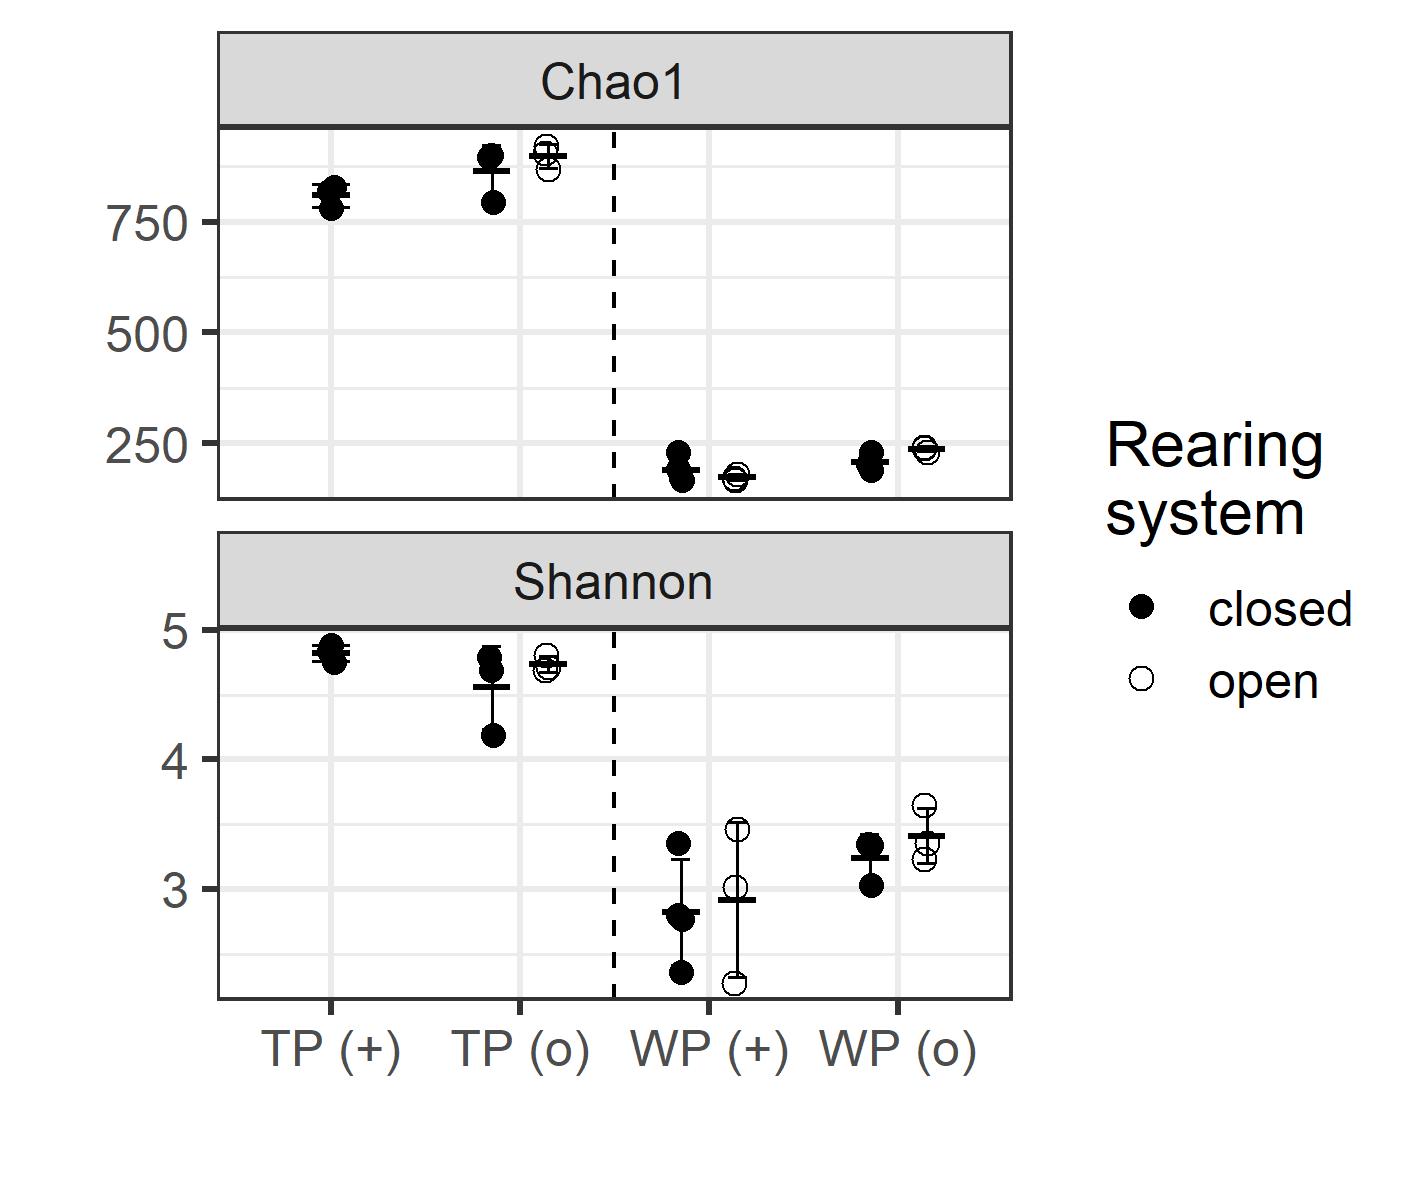 Chao1
750
500
250
Shannon
5
4
3
TP (+) TP (o) WP (+) WP (o)
Rearing
system
closed
open